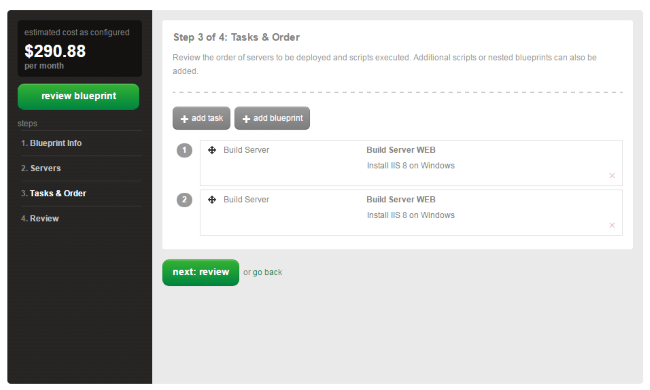 estimated cost as configured
$290.88
per month
review blueprint
steps
1. Blueprint Info
2. Servers
3. Tasks & Order
4. Review
Step 3 of 4: Tasks & Order
Review the order of servers to be deployed and scripts executed. Additional scripts or nested blueprints can also be
added.
+ add task + add blueprint
1 Build Server Build Server WEB
Install IIS 8 on Windows
×
2 Build Server Build Server WEB
Install IIS 8 on Windows
×
next: review or go back